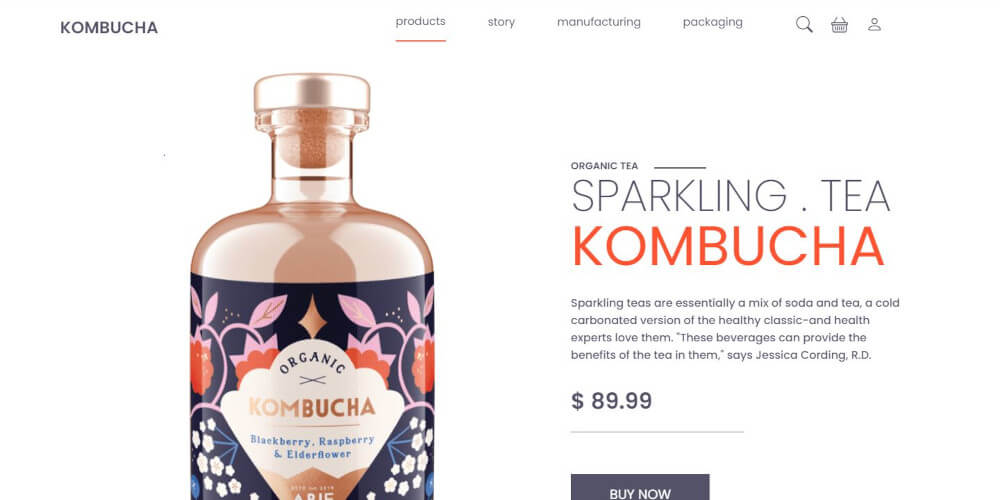 KOMBUCHA
products story manufacturing packaging
ORGANIC TEA
SPARKLING . TEA
KOMBUCHA
Sparkling teas are essentially a mix of soda and tea, a cold
carbonated version of the healthy classic-and health
experts love them. "These beverages can provide the
benefits of the tea in them," says Jessica Cording, R.D.
$ 89.99
BUY NOW
ORGANIC
KOMBUCHA
Blackberry, Raspberry
& Elderflower